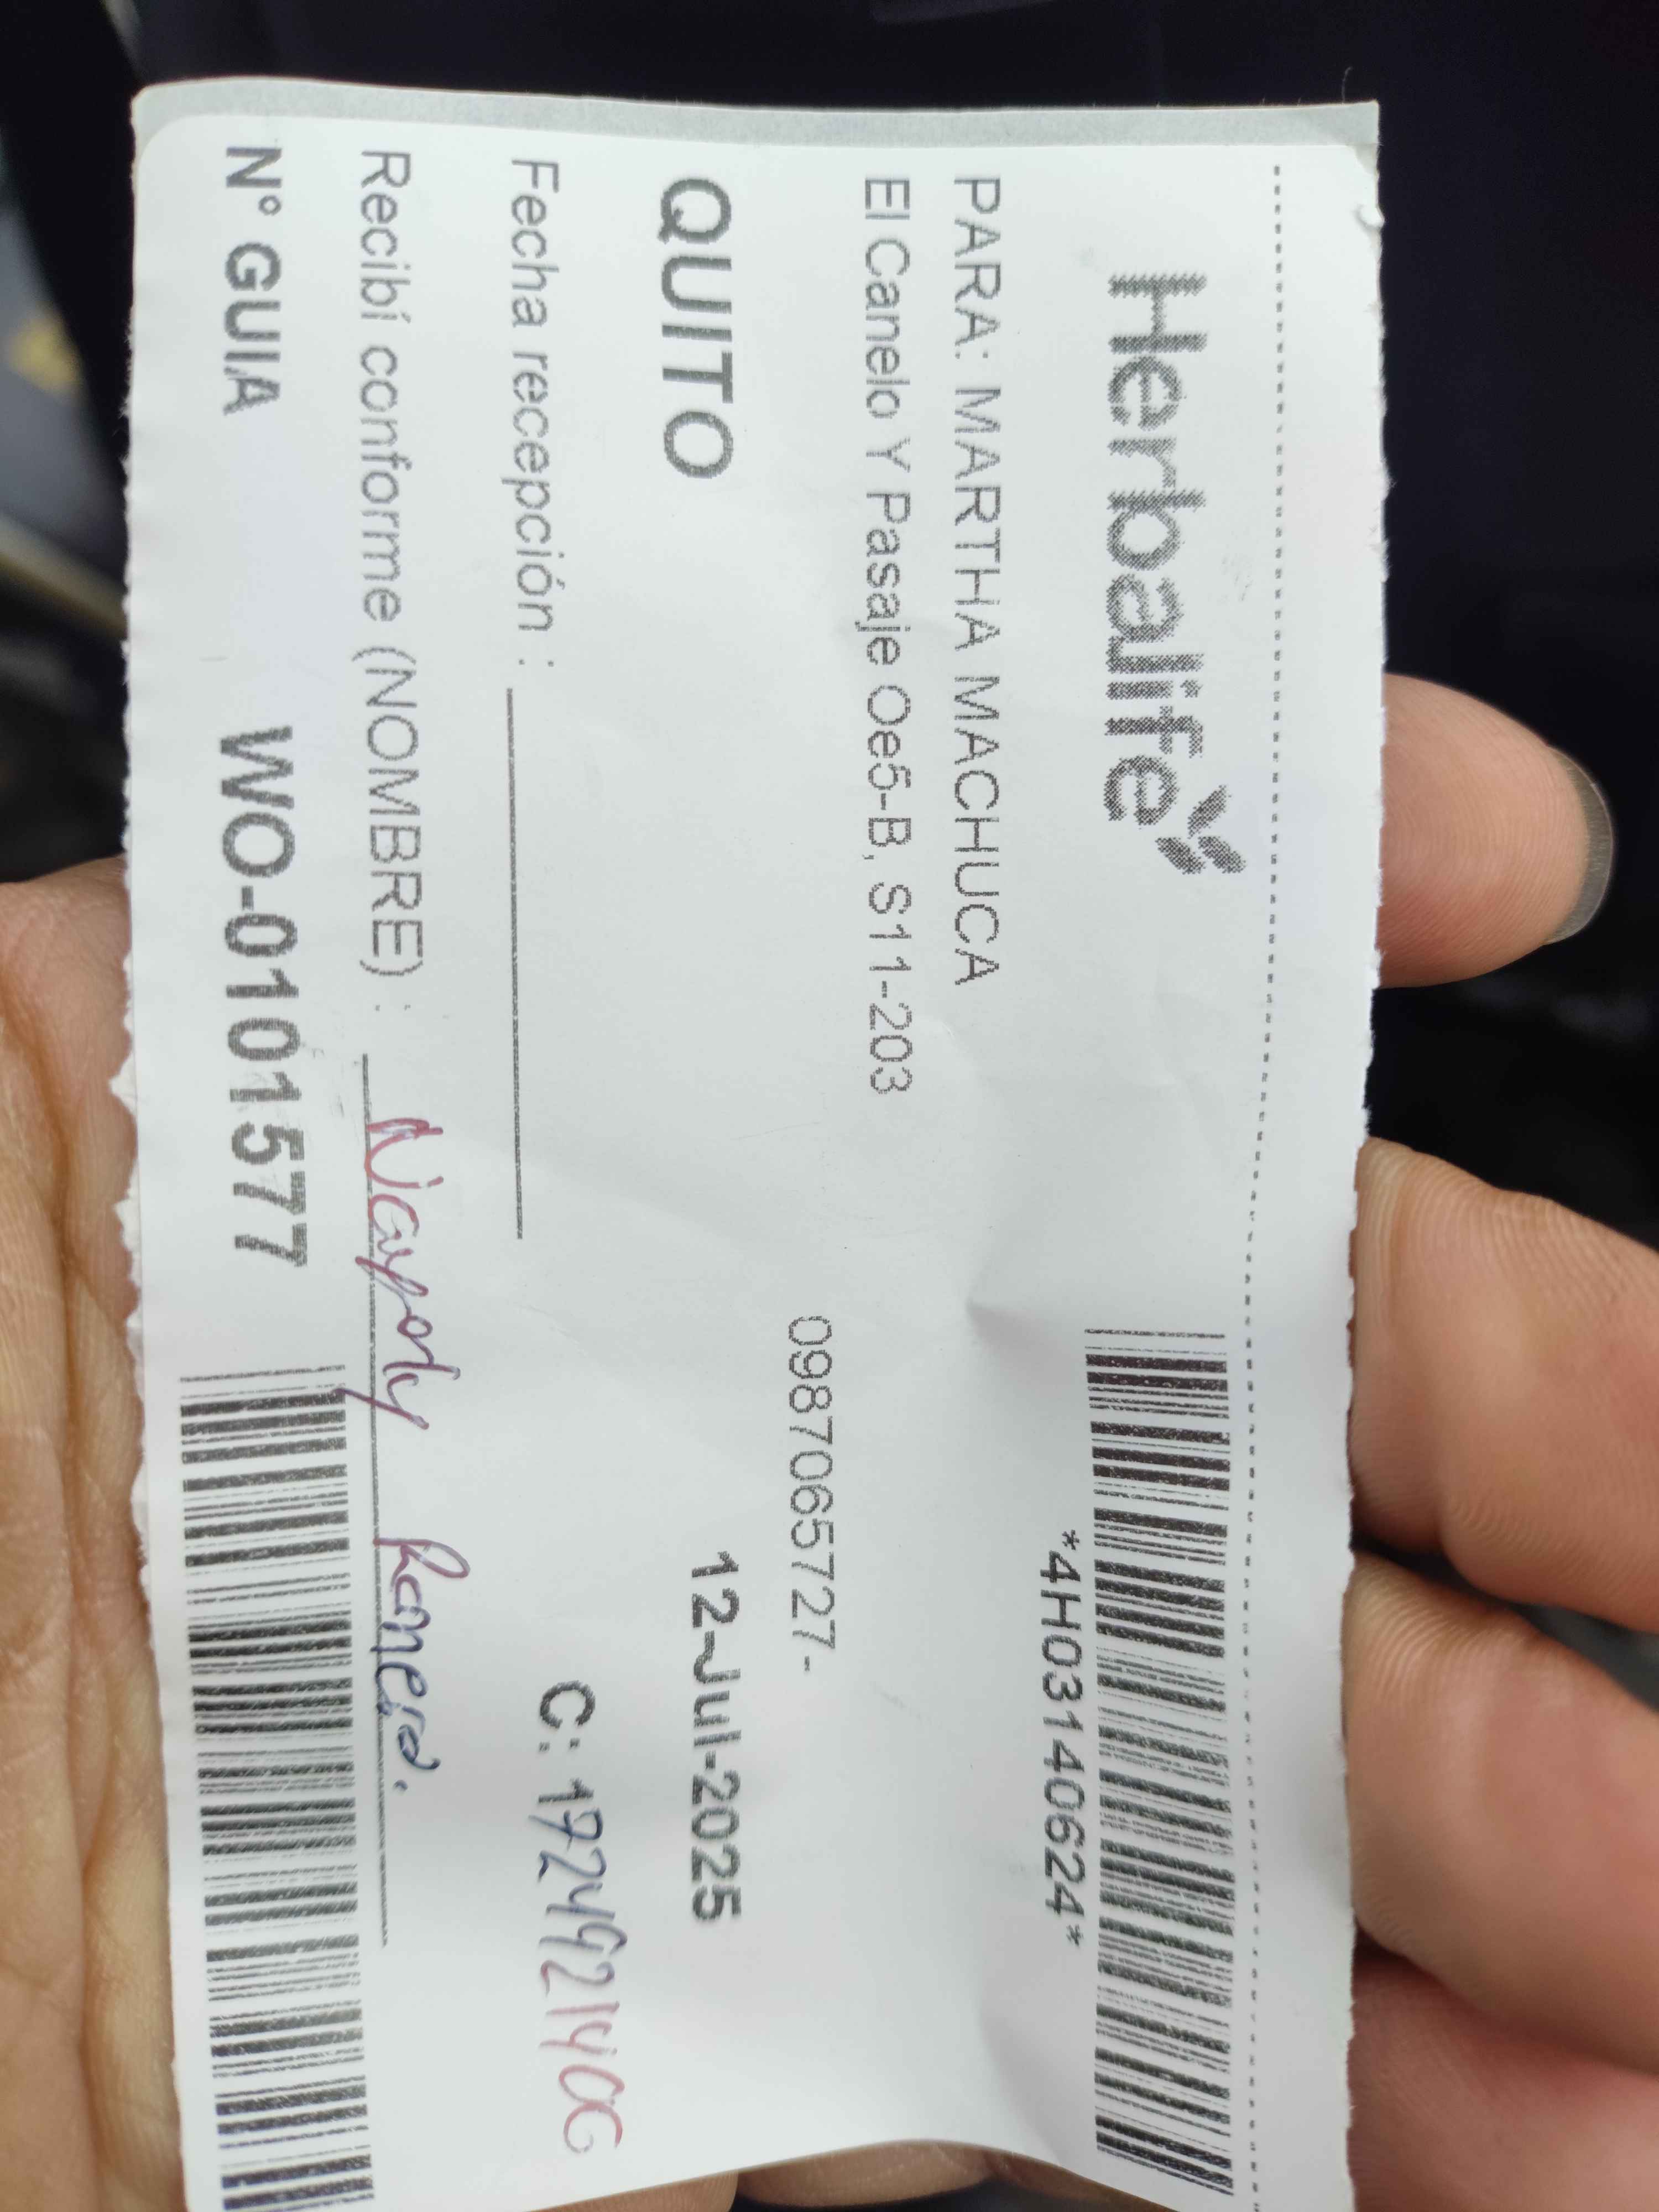 Herbalife
*4H03140624*
PARA: MARTHA MACHUCA
El Canelo Y Pasaje Oe5-B, S11-203
0987065727-
QUITO 12-Jul-2025
Fecha recepción : C:
Recibí conforme (NOMBRE) :
N° GUIA WO-0101577